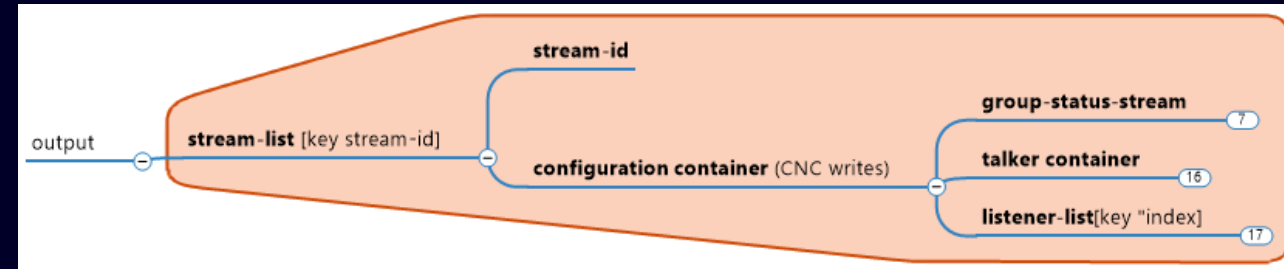 stream-id
group-status-stream
7
output
stream-list [key stream-id]
talker container
16
configuration container (CNC writes)
listener-list[key "index]
17